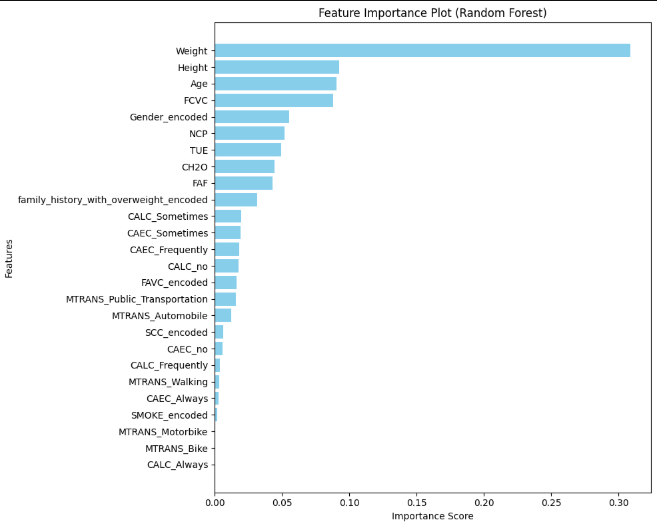 Feature Importance Plot (Random Forest)
Features
Weight
Height
Age
FCVC
Gender_encoded
NCP
TUE
CH2O
FAF
family_history_with_overweight_encoded
CALC_Sometimes
CAEC_Sometimes
CAEC_Frequently
CALC_no
FAVC_encoded
MTRANS_Public_Transportation
MTRANS_Automobile
SCC_encoded
CAEC_no
CALC_Frequently
MTRANS_Walking
CAEC_Always
SMOKE_encoded
MTRANS_Motorbike
MTRANS_Bike
CALC_Always
0.00 0.05 0.10 0.15 0.20 0.25 0.30
Importance Score